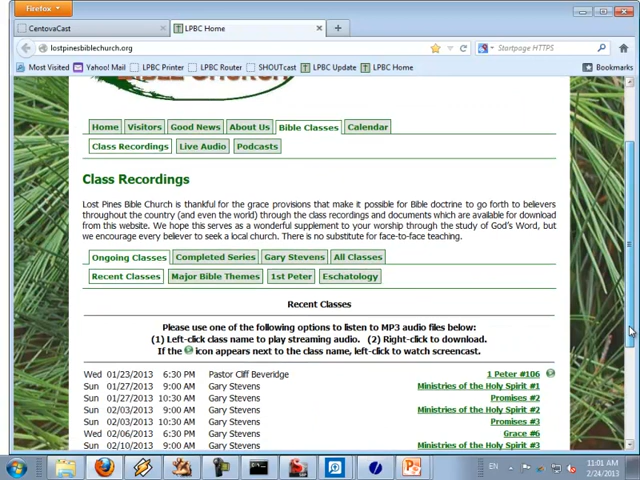 Firefox
CentovaCast
LPBC Home
lostpinesbiblechurch.org
Startpage HTTPS
Most Visited Yahoo! Mail LPBC Printer LPBC Router SHOUTcast LPBC Update LPBC Home Bookmarks
BIBLE CHURCH
Home Visitors Good News About Us Bible Classes Calendar
Class Recordings Live Audio Podcasts
Class Recordings
Lost Pines Bible Church is thankful for the grace provisions that make it possible for Bible doctrine to go forth to believers
throughout the country (and even the world) through the class recordings and documents which are available for download
from this website. We hope this serves as a wonderful supplement to your worship through the study of God's Word, but
we encourage every believer to seek a local church. There is no substitute for face-to-face teaching.
Ongoing Classes Completed Series Gary Stevens All Classes
Recent Classes Major Bible Themes 1st Peter Eschatology
Recent Classes
Please use one of the following options to listen to MP3 audio files below:
(1) Left-click class name to play streaming audio. (2) Right-click to download.
If the icon appears next to the class name, left-click to watch screencast.
Wed 01/23/2013 6:30 PM Pastor Cliff Beveridge 1 Peter #106
Sun 01/27/2013 9:00 AM Gary Stevens Ministries of the Holy Spirit #1
Sun 01/27/2013 10:30 AM Gary Stevens Promises #2
Sun 02/03/2013 9:00 AM Gary Stevens Ministries of the Holy Spirit #2
Sun 02/03/2013 10:30 AM Gary Stevens Promises #3
Wed 02/06/2013 6:30 PM Gary Stevens Grace #6
Sun 02/10/2013 9:00 AM Gary Stevens Ministries of the Holy Spirit #3
EN
11:01 AM
2/24/2013